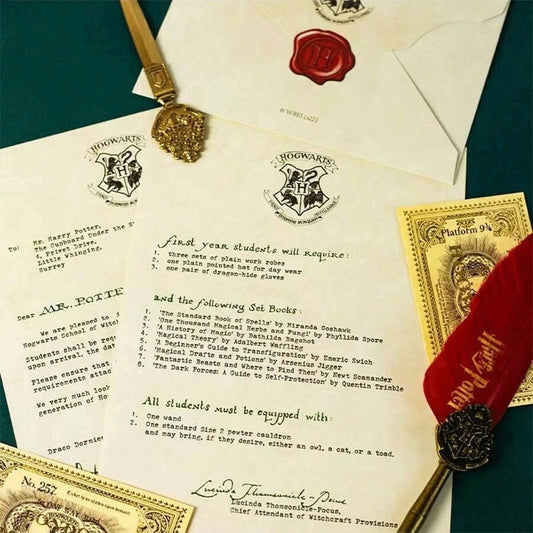 HOGWARTS
H
© WBEI (s23)
HOGWARTS
To: Mr. Harry Potter,
The Cupboard Under the S
4, Privet Drive,
Little Whinging,
Surrey
Dear MR. POTTE
We are pleased to
Hogwarts School of Witch
Students shall be requ
upon arrival, the dat
Please ensure that
requirements attac
We very much look
generation of Ho
Draco Dormie
HOGWARTS
First year students will require:
1. three sets of plain work robes
2. one plain pointed hat for day wear
3. one pair of dragon-hide gloves
and the following Set Books:
1. 'The Standard Book of Spells' by Miranda Goshawk
2. 'One Thousand Magical Herbs and Fungi' by Phyllida Spore
3. 'A History of Magic' by Bathilda Bagshot
4. 'Magical Theory' by Adalbert Waffling
5. 'A Beginner's Guide to Transfiguration' by Emeric Swich
6. 'Magical Drafts and Potions' by Arsenius Jigger
7. 'Fantastic Beasts and Where to Find Them' by Newt Scamander
8. 'The Dark Forces: A Guide to Self-Protection' by Quentin Trimble
All students must be equipped with:
1. One wand
2. One standard Size 2 pewter cauldron
and may bring, if they desire, either an owl, a cat, or a toad.
Lucinda Thomsonicle-Pocus
Lucinda Thomsonicle-Pocus,
Chief Attendant of Witchcraft Provisions
Platform 9¾
Harry Potter
No. 257